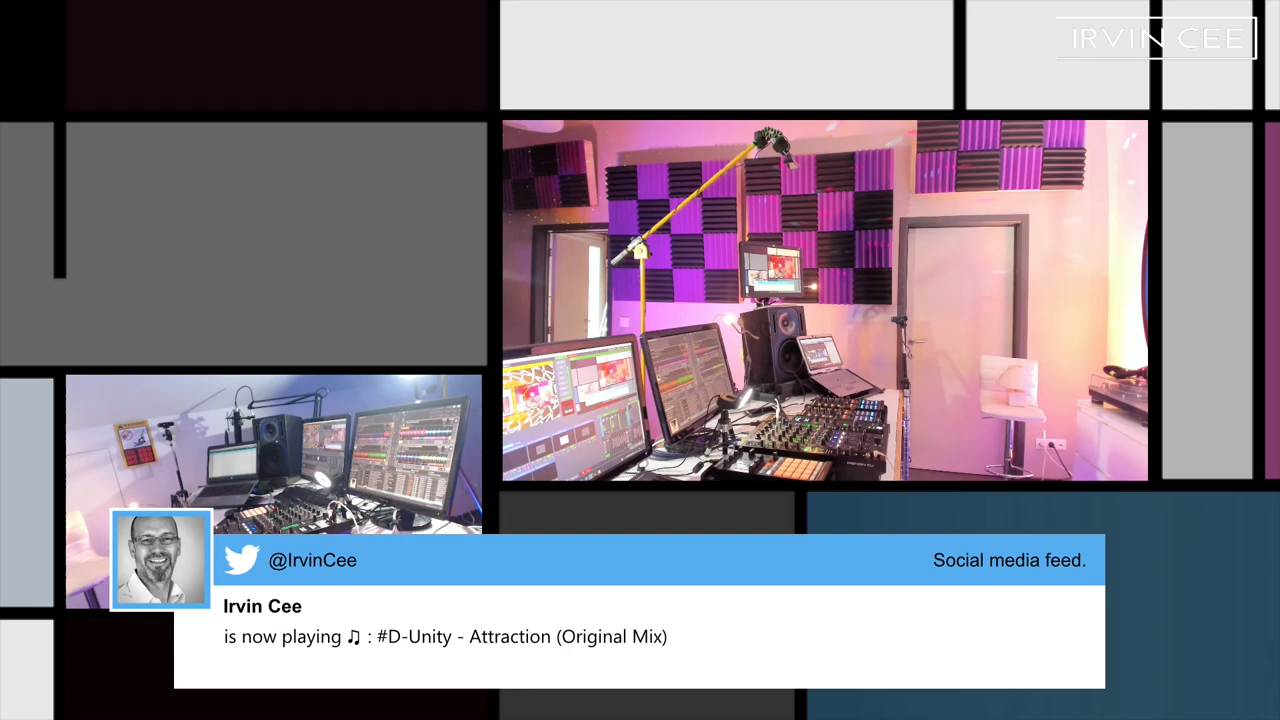 IRVIN CEE
@IrvinCee
Social media feed.
Irvin Cee
is now playing ♫ : #D-Unity - Attraction (Original Mix)